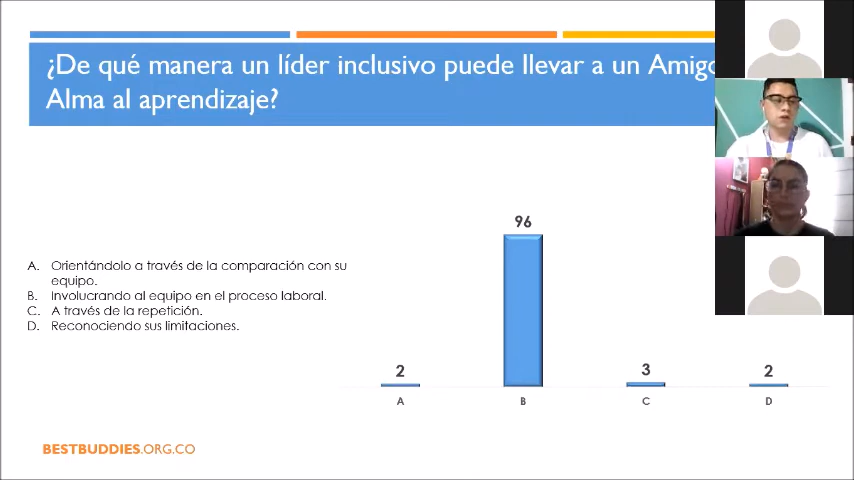 ¿De qué manera un líder inclusivo puede llevar a un Amigo
Alma al aprendizaje?
96
A. Orientándolo a través de la comparación con su
equipo.
B. Involucrando al equipo en el proceso laboral.
C. A través de la repetición.
D. Reconociendo sus limitaciones.
2
3
2
A
B
C
D
BESTBUDDIES.ORG.CO